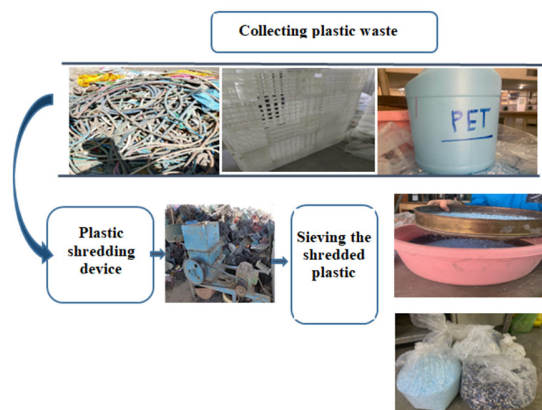 Collecting plastic waste
PET
Plastic
shredding
device
Sieving the
shredded
plastic